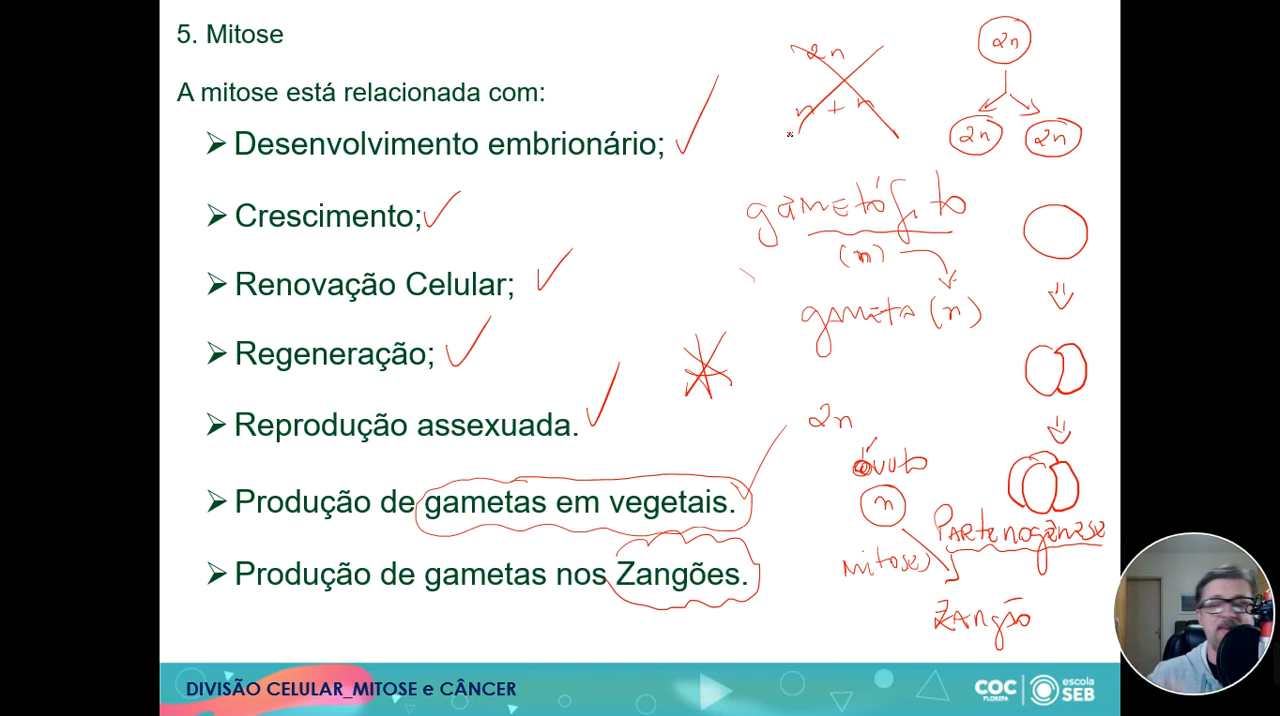 5. Mitose
A mitose está relacionada com:
➢ Desenvolvimento embrionário;
➢ Crescimento;
➢ Renovação Celular;
➢ Regeneração;
➢ Reprodução assexuada.
➢ Produção de gametas em vegetais.
➢ Produção de gametas nos Zangões.
2n
n + n
2n
2n 2n
gametófito
(n)
gameta (n)
2n
óvulo
n
Partenogênese
mitoses
Zangão
DIVISÃO CELULAR_MITOSE e CÂNCER
COC
FLORIPA
escola
SEB